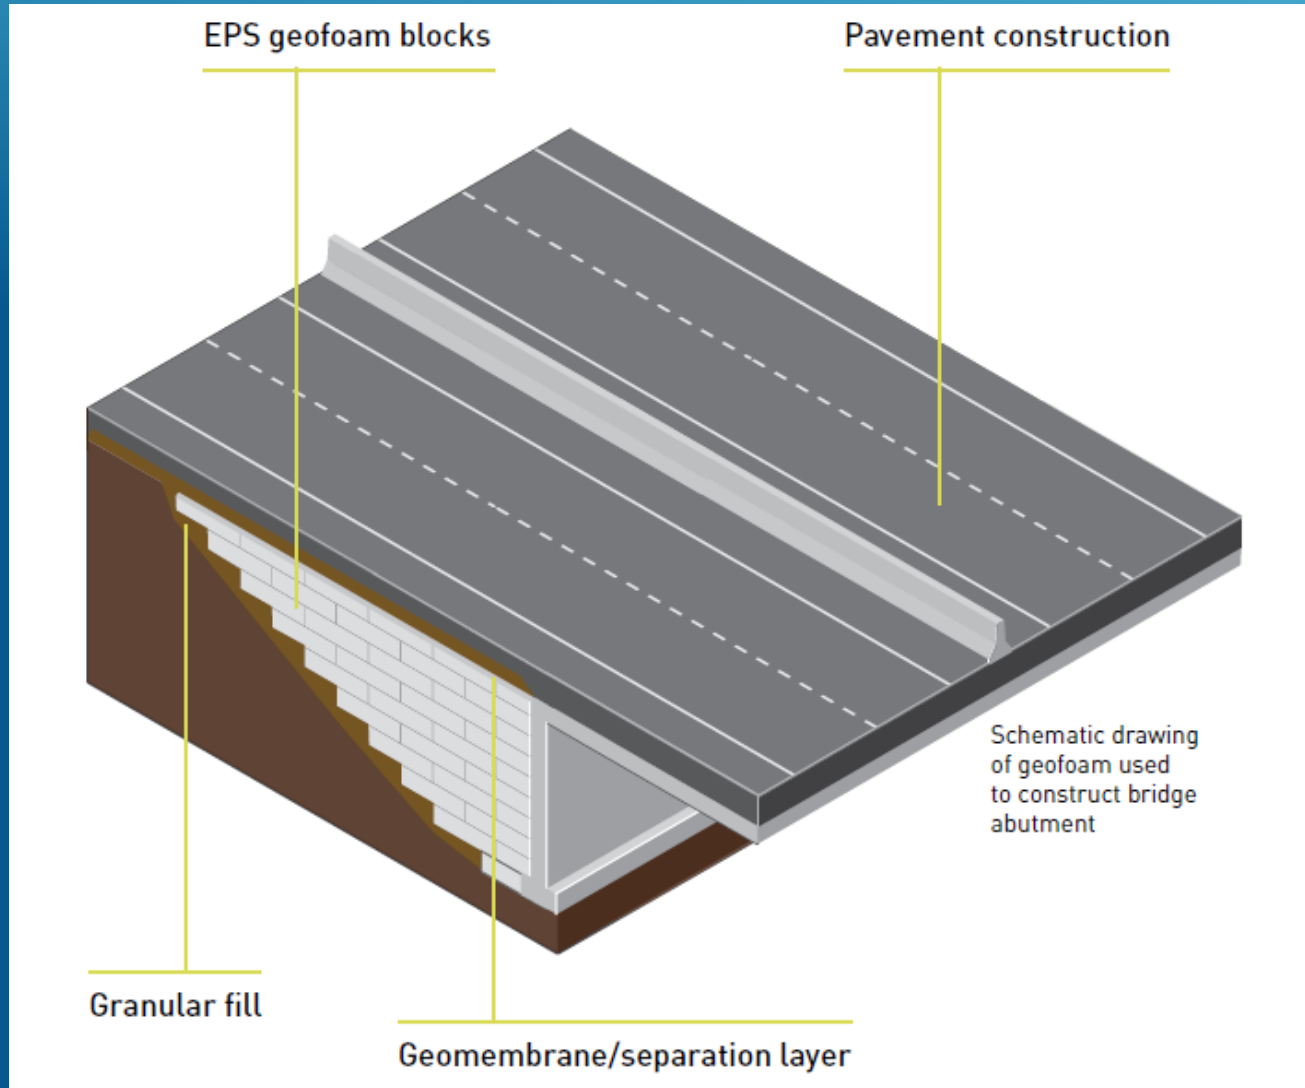 EPS geofoam blocks
Pavement construction
Schematic drawing
of geofoam used
to construct bridge
abutment
Granular fill
Geomembrane/separation layer